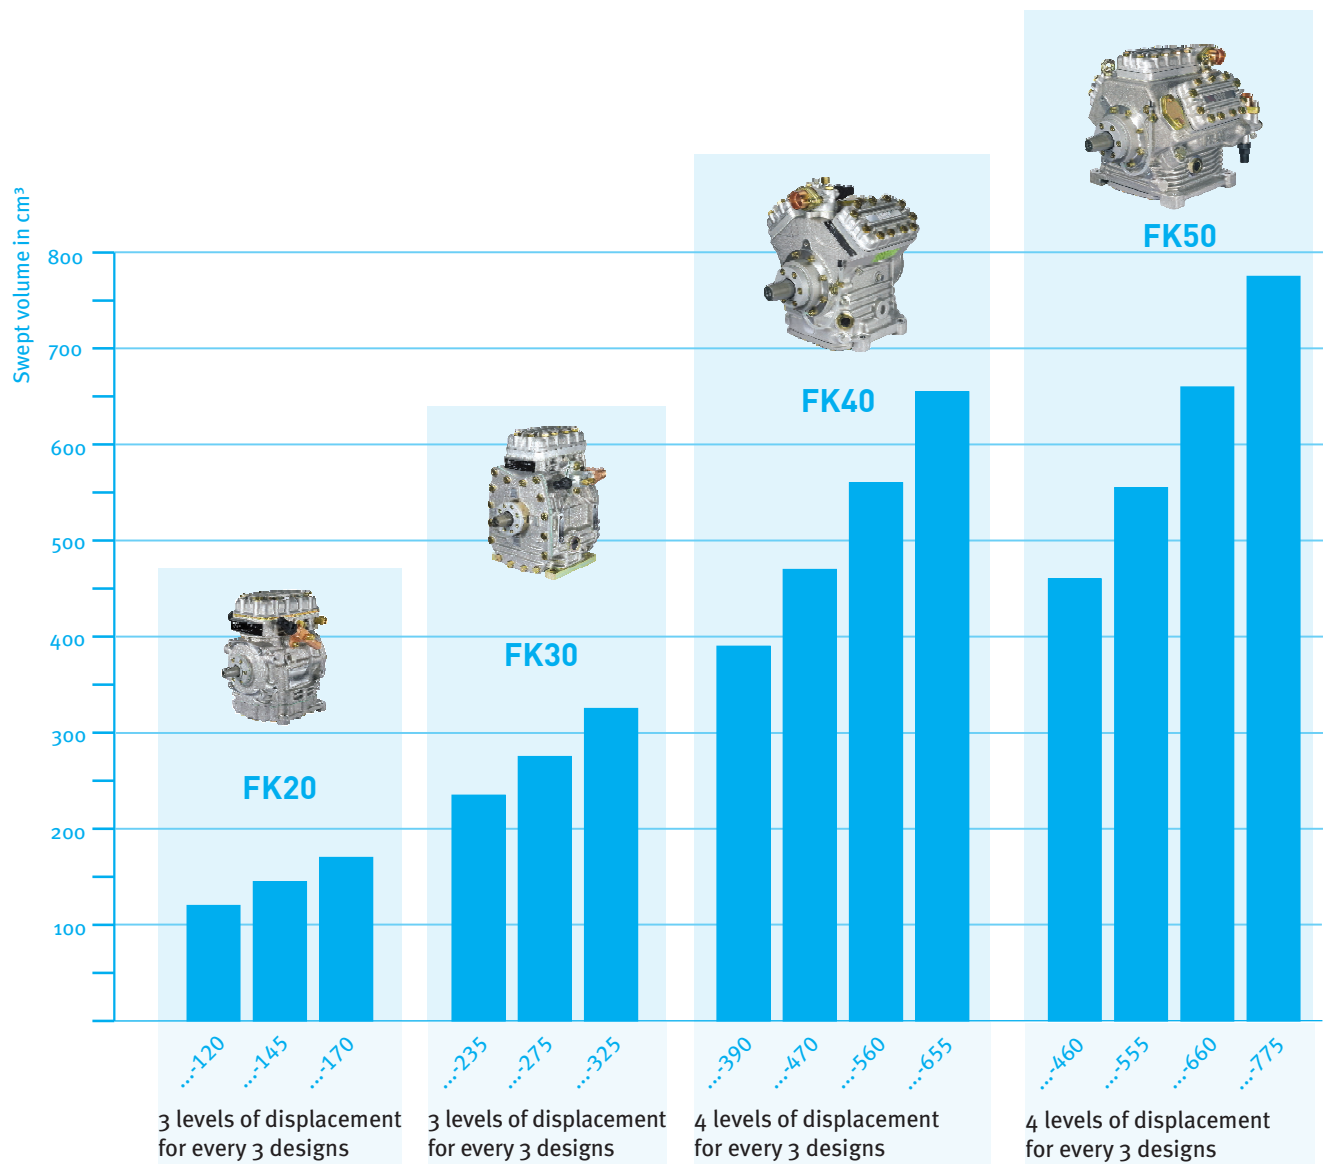 Swept volume in cm³
800
700
600
500
400
300
200
100
FK20
FK30
FK40
FK50
...-120
...-145
...-170
...-235
...-275
...-325
...-390
...-470
...-560
...-655
...-460
...-555
...-660
...-775
3 levels of displacement
for every 3 designs
3 levels of displacement
for every 3 designs
4 levels of displacement
for every 3 designs
4 levels of displacement
for every 3 designs